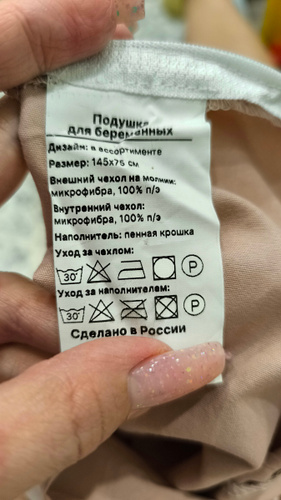 Подушка
для беременных
Дизайн: в ассортименте
Размер: 145х75 см
Внешний чехол на молнии:
микрофибра, 100% п/э
Внутренний чехол:
микрофибра, 100% п/э
Наполнитель: пенная крошка
Уход за чехлом:
30° P
Уход за наполнителем:
30° P
Сделано в России